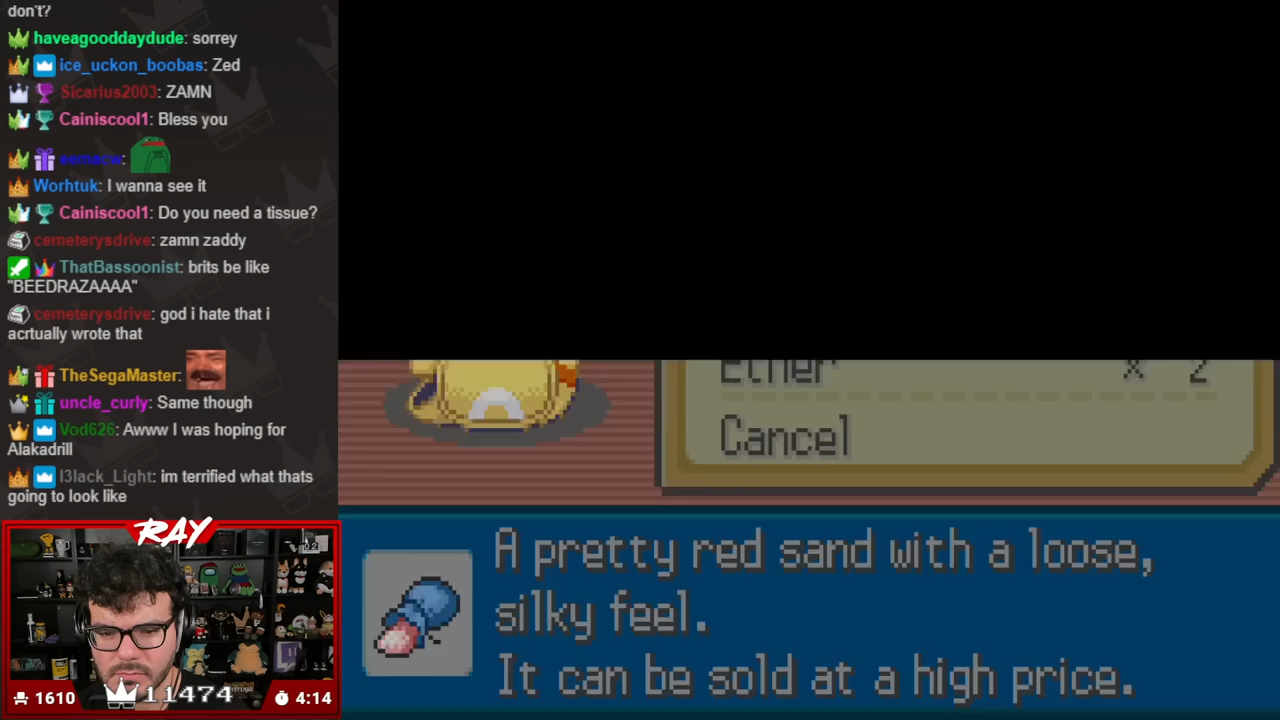 don't?
haveagooddaydude: sorrey
ice_uckon_boobas: Zed
Sicarius2003: ZAMN
Cainiscool1: Bless you
Worhtuk: I wanna see it
Cainiscool1: Do you need a tissue?
cemeterysdrive: zamn zaddy
ThatBassoonist: brits be like
"BEEDRAZAAAA"
cemeterysdrive: god i hate that i
acrtually wrote that
TheSegaMaster:
uncle_curly: Same though
Vod626: Awww I was hoping for
Alakadrill
l3lack_Light: im terrified what thats
going to look like
RAY
1610
11474
4:14
Ether x 2
Cancel
A pretty red sand with a loose,
silky feel.
It can be sold at a high price.